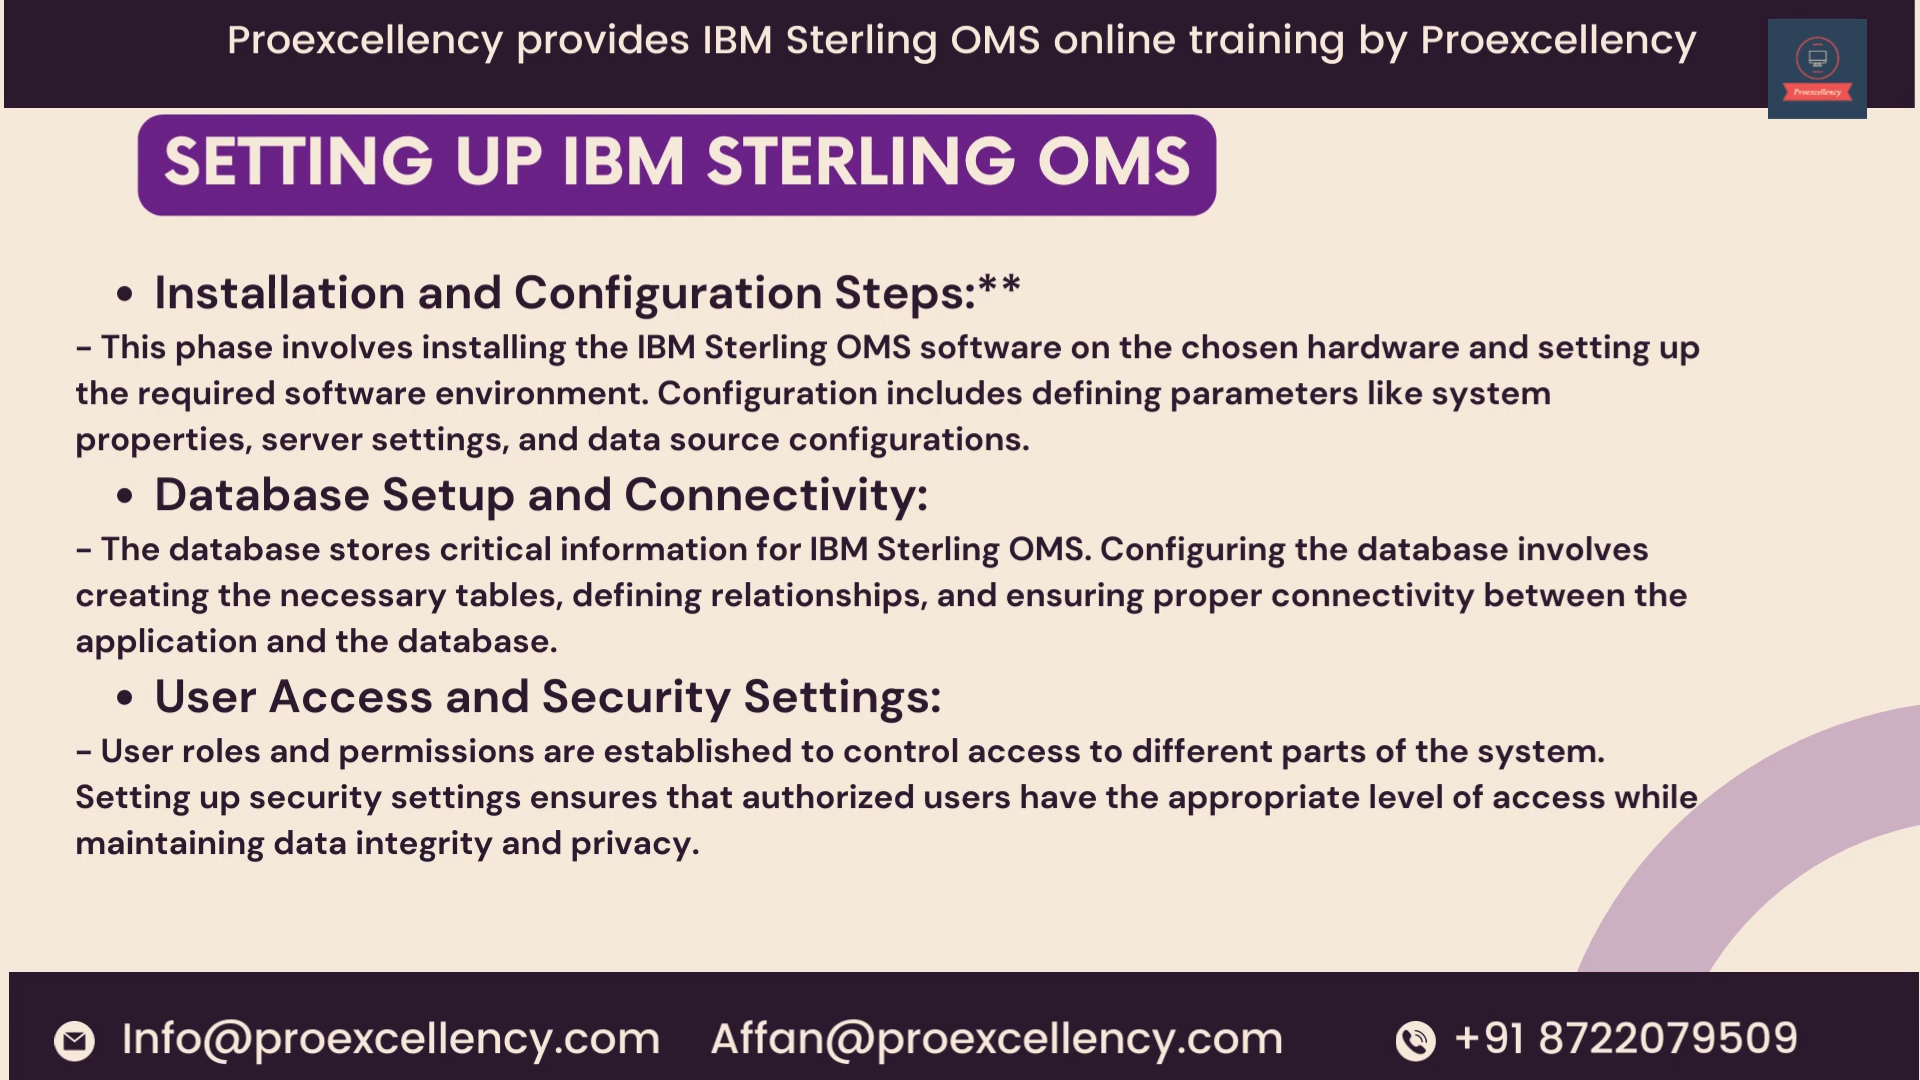 Proexcellency provides IBM Sterling OMS online training by Proexcellency
Proexcellency
SETTING UP IBM STERLING OMS
• Installation and Configuration Steps:**
- This phase involves installing the IBM Sterling OMS software on the chosen hardware and setting up
the required software environment. Configuration includes defining parameters like system
properties, server settings, and data source configurations.
• Database Setup and Connectivity:
- The database stores critical information for IBM Sterling OMS. Configuring the database involves
creating the necessary tables, defining relationships, and ensuring proper connectivity between the
application and the database.
• User Access and Security Settings:
- User roles and permissions are established to control access to different parts of the system.
Setting up security settings ensures that authorized users have the appropriate level of access while
maintaining data integrity and privacy.
Info@proexcellency.com Affan@proexcellency.com +91 8722079509